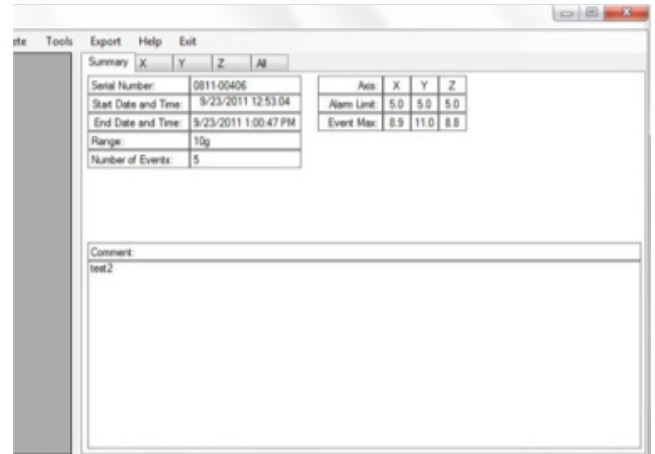 ete Tools Export Help Exit
Summary X Y Z All
Serial Number: 0811-00406
Start Date and Time: 9/23/2011 12:53:04
End Date and Time: 9/23/2011 1:00:47 PM
Range: 10g
Number of Events: 5
Axis: X Y Z
Alarm Limit: 5.0 5.0 5.0
Event Max: 8.9 11.0 8.8
Comment:
test2